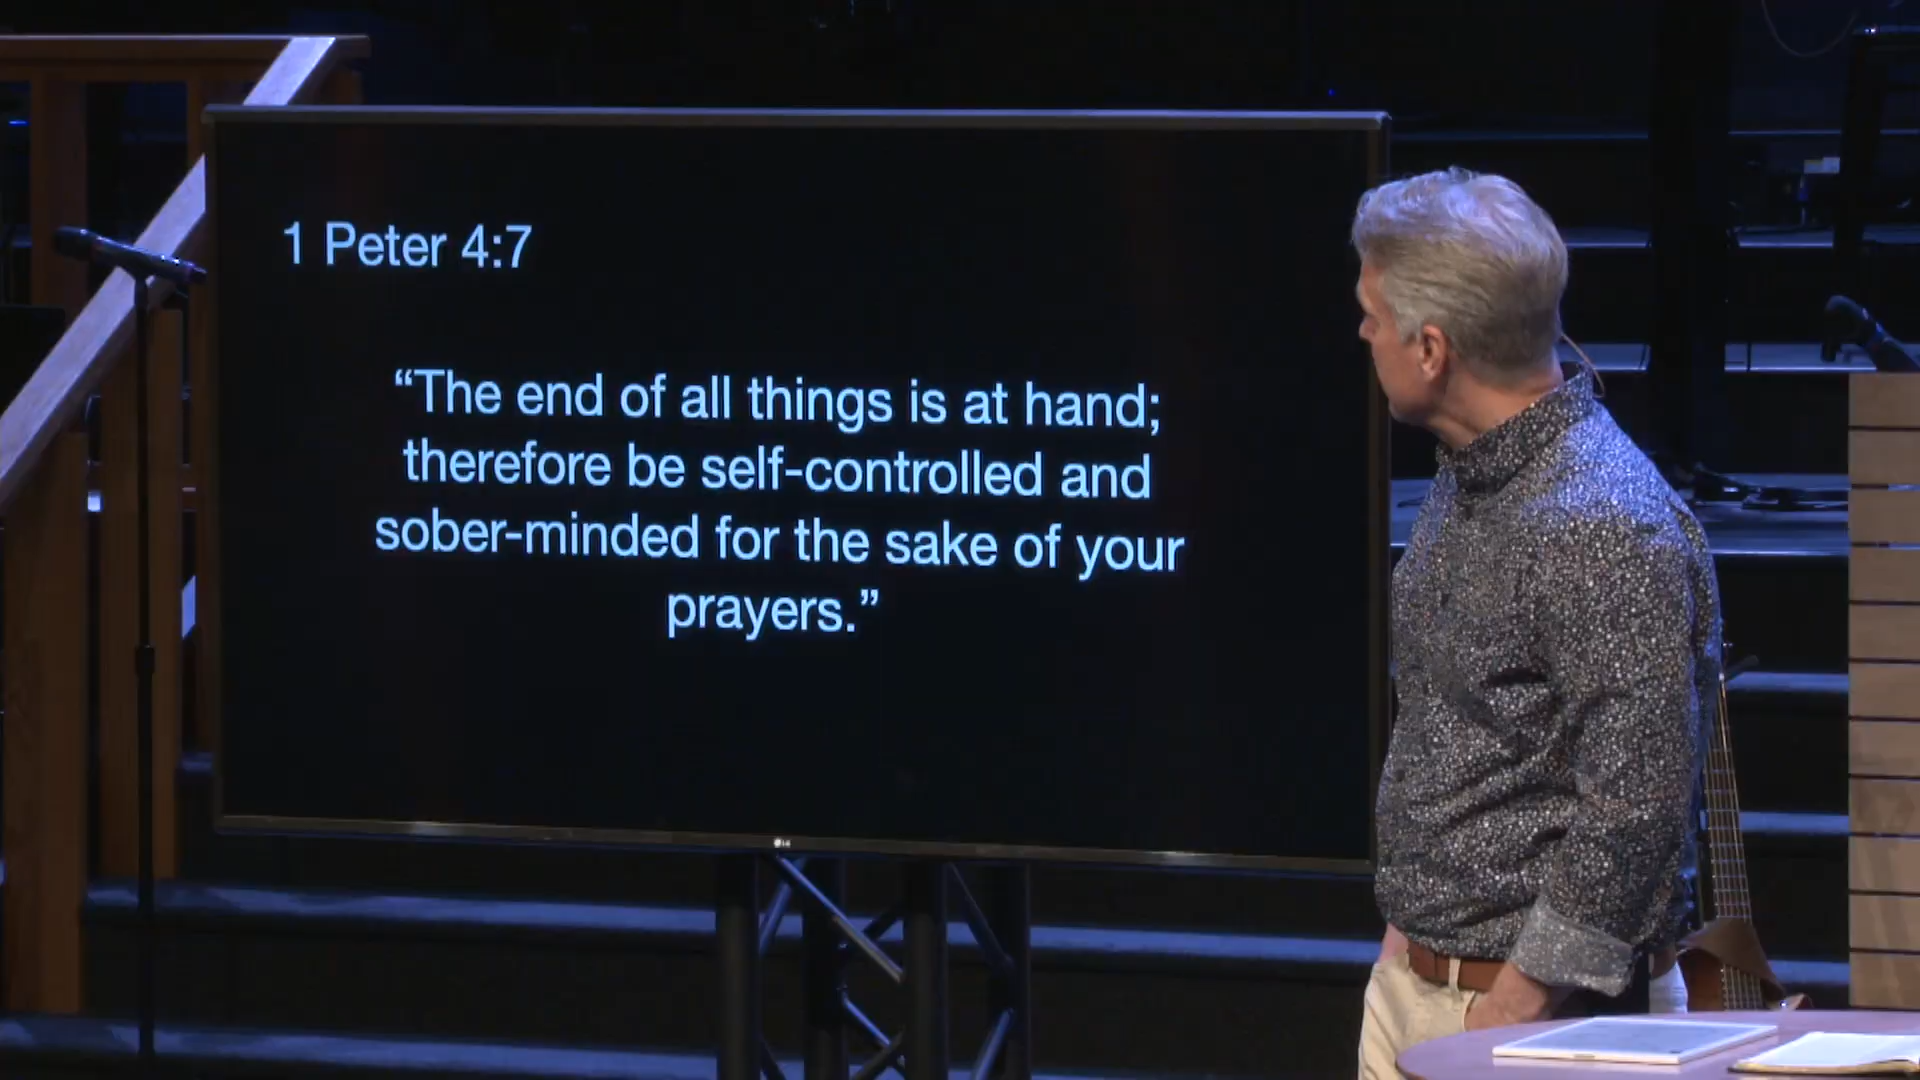 1 Peter 4:7
“The end of all things is at hand;
therefore be self-controlled and
sober-minded for the sake of your
prayers.”
LG